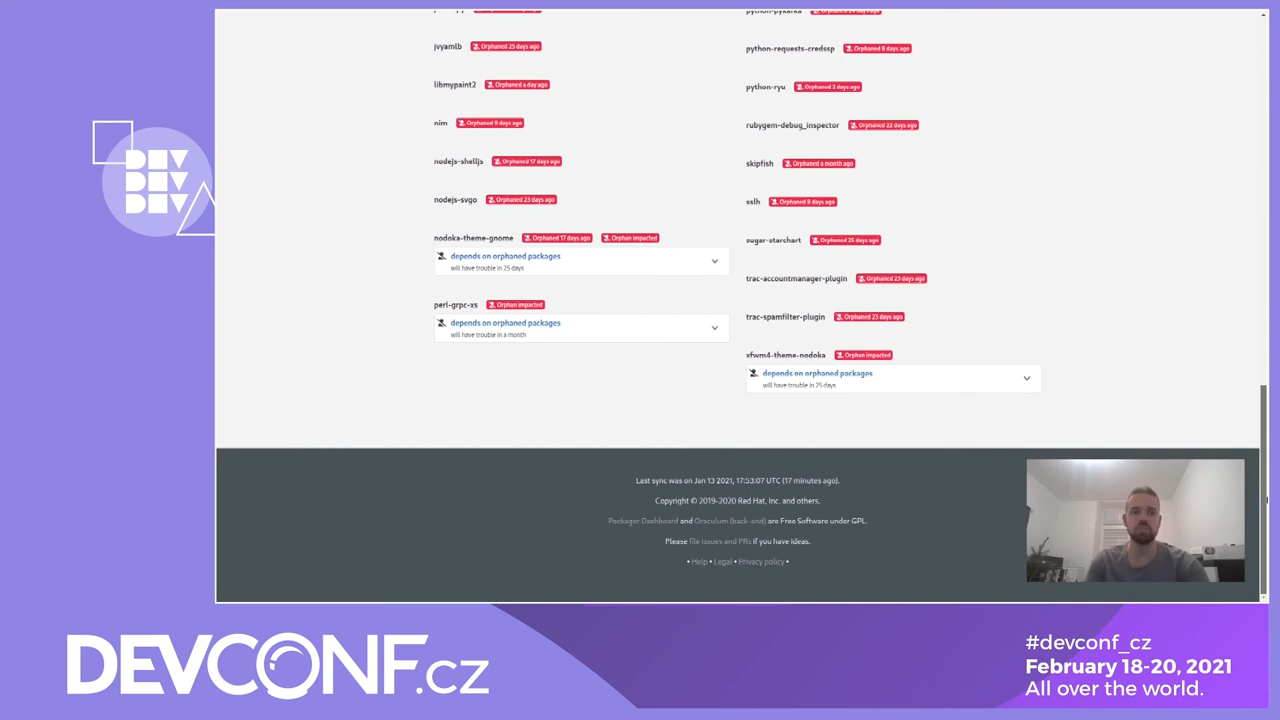 jvyamlb Orphaned 25 days ago
libmypaint2 Orphaned a day ago
nim Orphaned 9 days ago
nodejs-shelljs Orphaned 17 days ago
nodejs-svgo Orphaned 23 days ago
nodoka-theme-gnome Orphaned 17 days ago Orphan impacted
depends on orphaned packages
will have trouble in 25 days
perl-grpc-xs Orphan impacted
depends on orphaned packages
will have trouble in a month
python-requests-credssp Orphaned 8 days ago
python-ryu Orphaned 2 days ago
rubygem-debug_inspector Orphaned 22 days ago
skipfish Orphaned a month ago
sslh Orphaned 8 days ago
sugar-starchart Orphaned 25 days ago
trac-accountmanager-plugin Orphaned 23 days ago
trac-spamfilter-plugin Orphaned 23 days ago
xfwm4-theme-nodoka Orphan impacted
depends on orphaned packages
will have trouble in 25 days
Last sync was on Jan 13 2021, 17:53:07 UTC (17 minutes ago).
Copyright © 2019-2020 Red Hat, Inc. and others.
Packager Dashboard and Oraculum (back-end) are Free Software under GPL.
Please file issues and PRs if you have ideas.
• Help • Legal • Privacy policy •
DEV
DEV
DEV
DEVCONF.cz
#devconf_cz
February 18-20, 2021
All over the world.